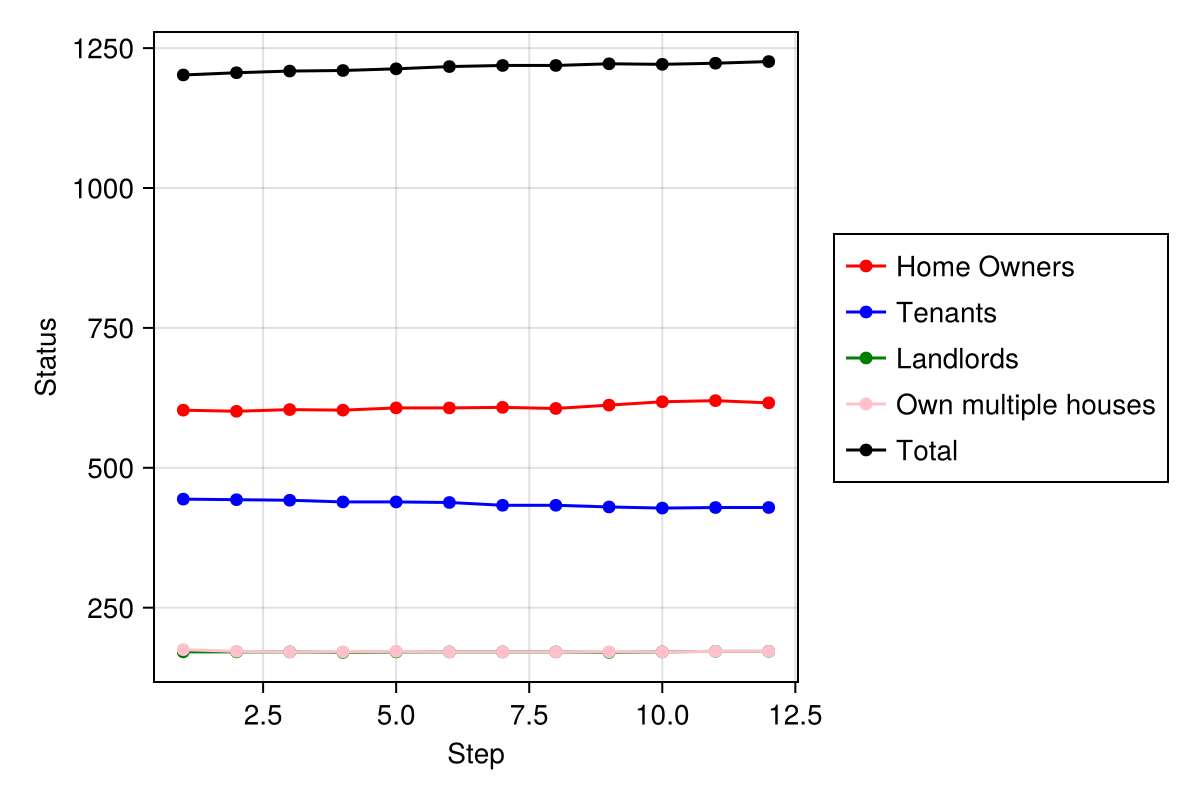 1250
1000
750
500
250
Status
2.5 5.0 7.5 10.0 12.5
Step
Home Owners
Tenants
Landlords
Own multiple houses
Total